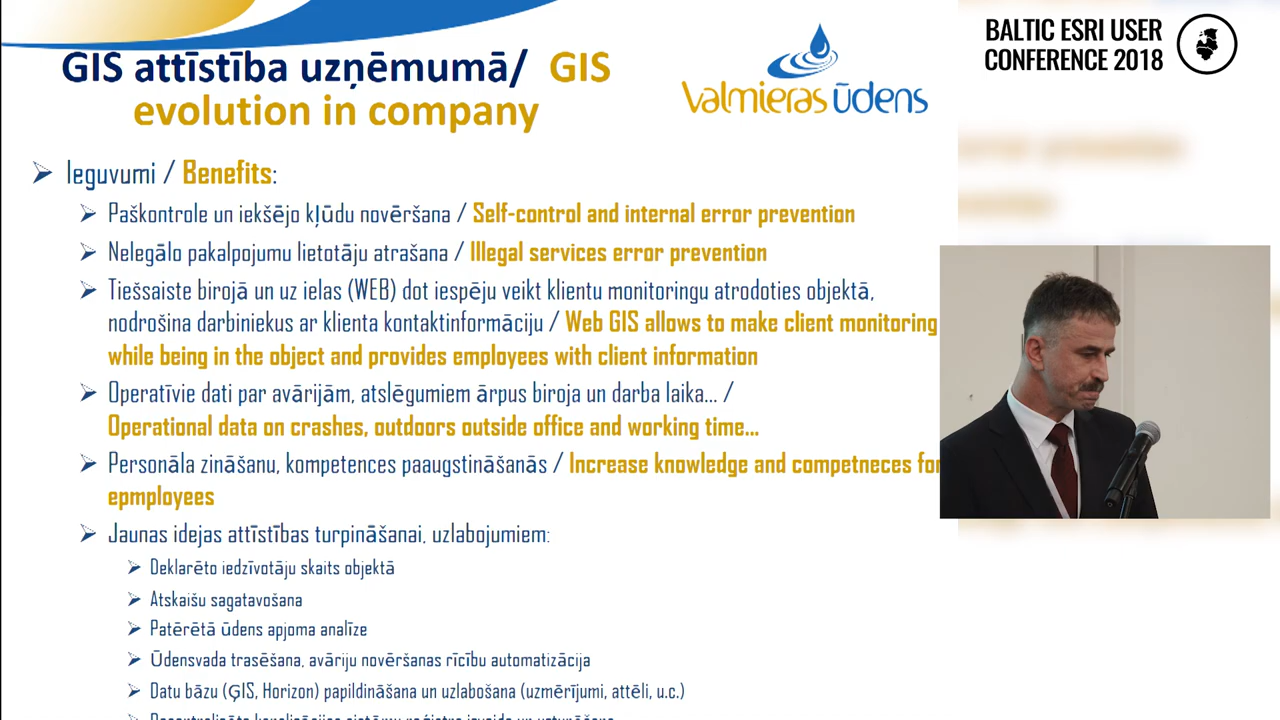 GIS attīstība uzņēmumā/ GIS
evolution in company
Valmieras ūdens
BALTIC ESRI USER
CONFERENCE 2018
Ieguvumi / Benefits:
Paškontrole un iekšējo kļūdu novēršana / Self-control and internal error prevention
Nelegālo pakalpojumu lietotāju atrašana / Illegal services error prevention
Tiešsaiste birojā un uz ielas (WEB) dot iespēju veikt klientu monitoringu atrodoties objektā,
nodrošina darbiniekus ar klienta kontaktinformāciju / Web GIS allows to make client monitoring
while being in the object and provides employees with client information
Operatīvie dati par avārijām, atslēgumiem ārpus biroja un darba laika... /
Operational data on crashes, outdoors outside office and working time...
Personāla zināšanu, kompetences paaugstināšanās / Increase knowledge and competneces for
epmployees
Jaunas idejas attīstības turpināšanai, uzlabojumiem:
Deklarēto iedzīvotāju skaits objektā
Atskaišu sagatavošana
Patērētā ūdens apjoma analīze
Ūdensvada trasēšana, avāriju novēršanas rīcību automatizācija
Datu bāzu (ĢIS, Horizon) papildināšana un uzlabošana (uzmērījumi, attēli, u.c.)